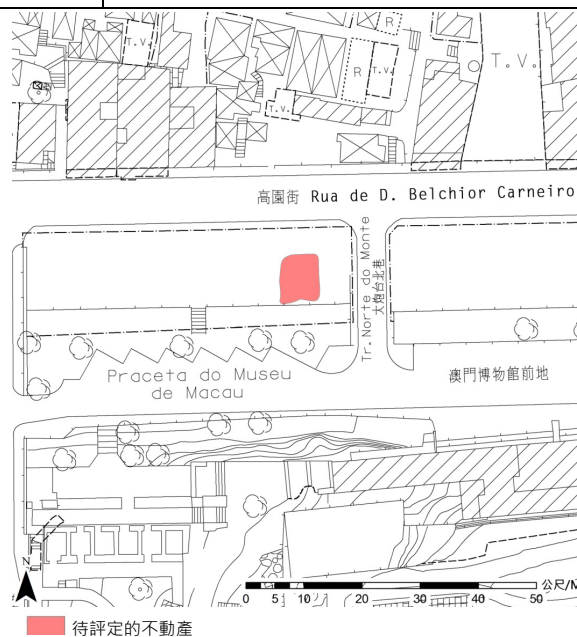 T.V.
R
T.V.
T.V.
R
T.V.
高園街 Rua de D. Belchior Carneiro
Tr. Norte do Monte
大炮台北巷
Praceta do Museu
de Macau
澳門博物館前地
N
公尺/M
0 5 10 20 30 40 50
待評定的不動產